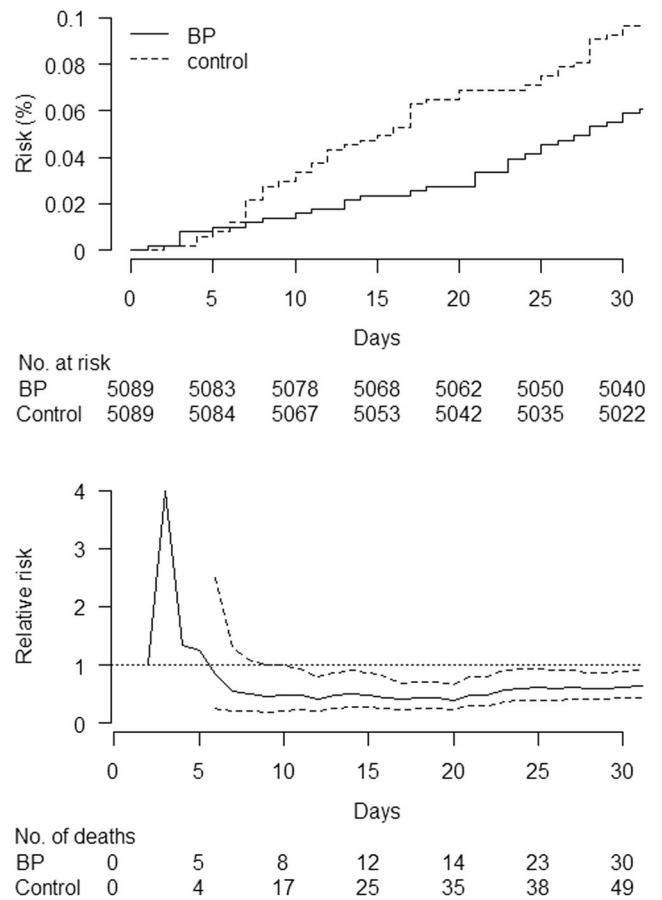 0.1
0.08
0.06
0.04
0.02
0
Risk (%)
BP
control
0 5 10 15 20 25 30
Days
No. at risk
BP 5089 5083 5078 5068 5062 5050 5040
Control 5089 5084 5067 5053 5042 5035 5022
4
3
2
1
0
Relative risk
0 5 10 15 20 25 30
Days
No. of deaths
BP 0 5 8 12 14 23 30
Control 0 4 17 25 35 38 49